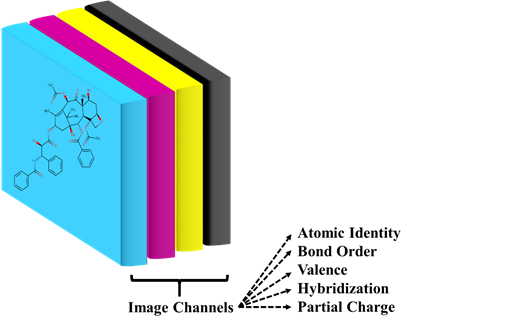 Atomic Identity
Bond Order
Valence
Hybridization
Partial Charge
Image Channels